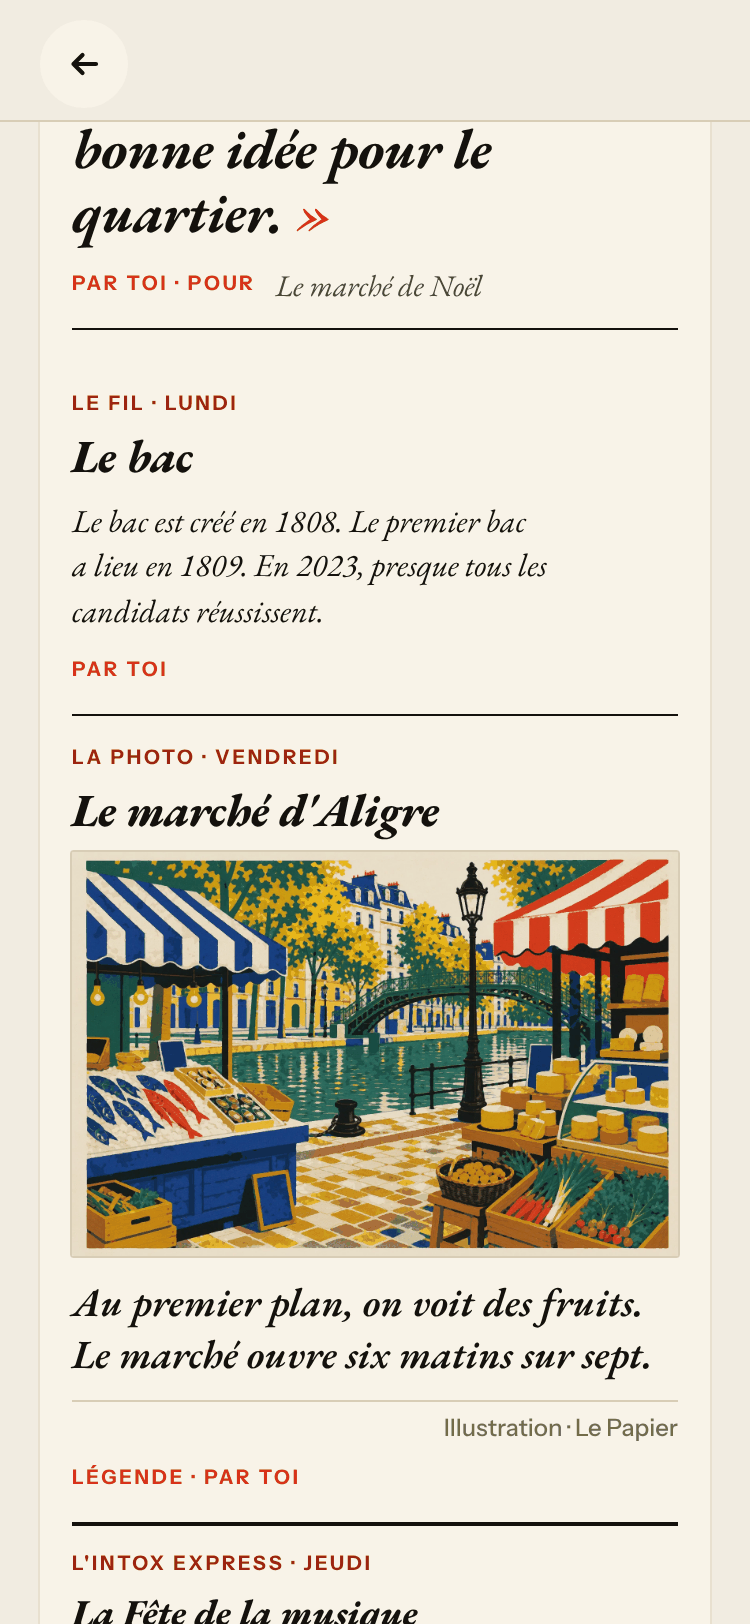 bonne idée pour le
quartier. »
PAR TOI · POUR Le marché de Noël
LE FIL · LUNDI
Le bac
Le bac est créé en 1808. Le premier bac
a lieu en 1809. En 2023, presque tous les
candidats réussissent.
PAR TOI
LA PHOTO · VENDREDI
Le marché d'Aligre
Au premier plan, on voit des fruits.
Le marché ouvre six matins sur sept.
Illustration · Le Papier
LÉGENDE · PAR TOI
L'INTOX EXPRESS · JEUDI
La Fête de la musique